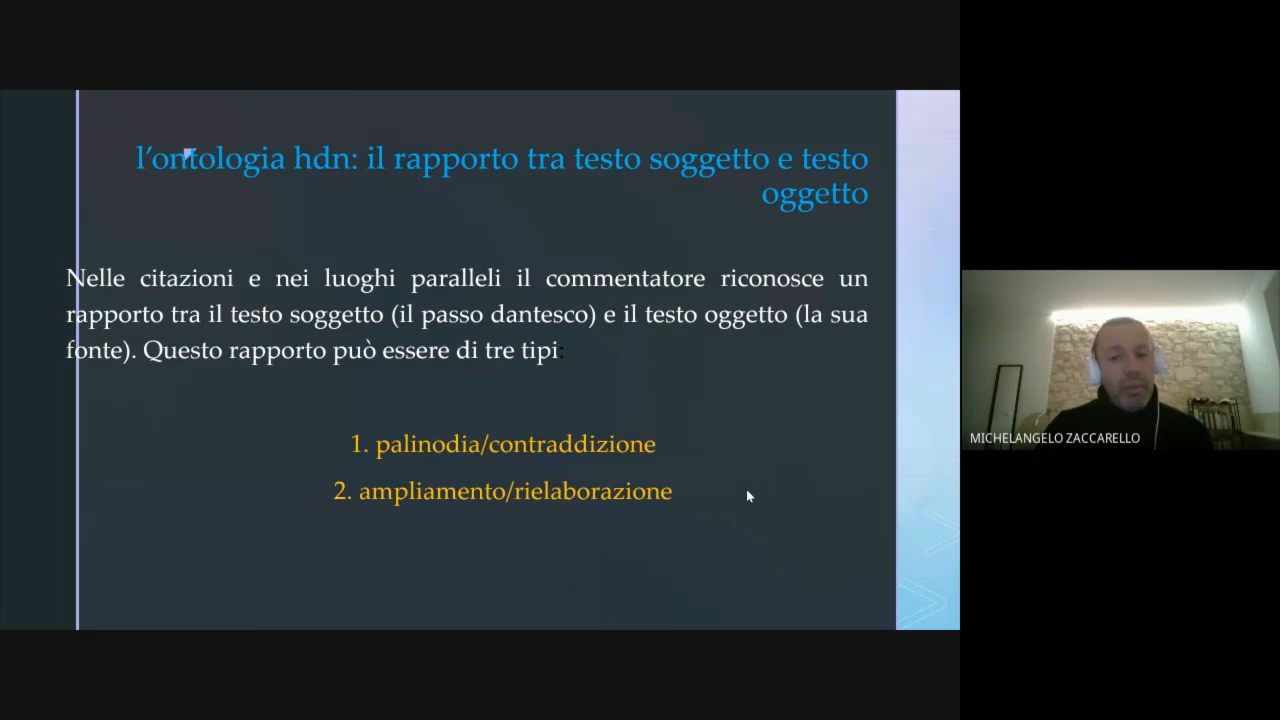 l’ontologia hdn: il rapporto tra testo soggetto e testo
oggetto
Nelle citazioni e nei luoghi paralleli il commentatore riconosce un
rapporto tra il testo soggetto (il passo dantesco) e il testo oggetto (la sua
fonte). Questo rapporto può essere di tre tipi:
1. palinodia/contraddizione
2. ampliamento/rielaborazione
MICHELANGELO ZACCARELLO